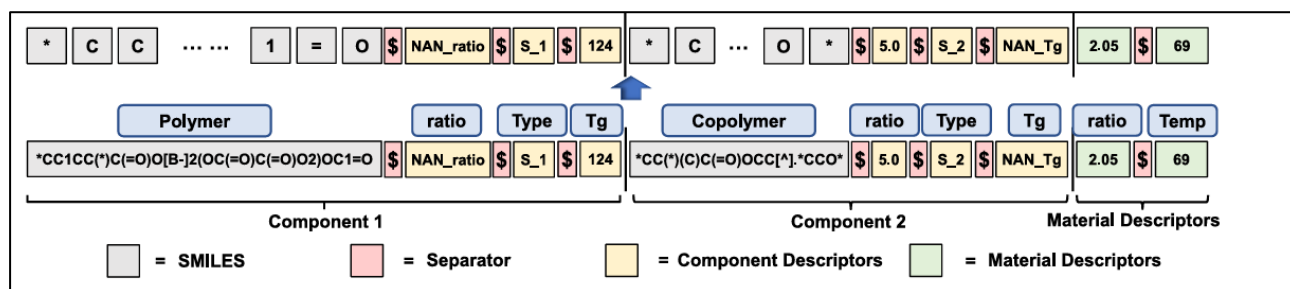 * C C ... ... 1 = O $ NAN_ratio $ S_1 $ 124 * C ... O * $ 5.0 $ S_2 $ NAN_Tg 2.05 $ 69
Polymer ratio Type Tg Copolymer ratio Type Tg ratio Temp
*CC1CC(*)C(=O)O[B-]2(OC(=O)C(=O)O2)OC1=O $ NAN_ratio $ S_1 $ 124 *CC(*)(C)C(=O)OCC[^].*CCO* $ 5.0 $ S_2 $ NAN_Tg 2.05 $ 69
Component 1 Component 2 Material Descriptors
= SMILES = Separator = Component Descriptors = Material Descriptors